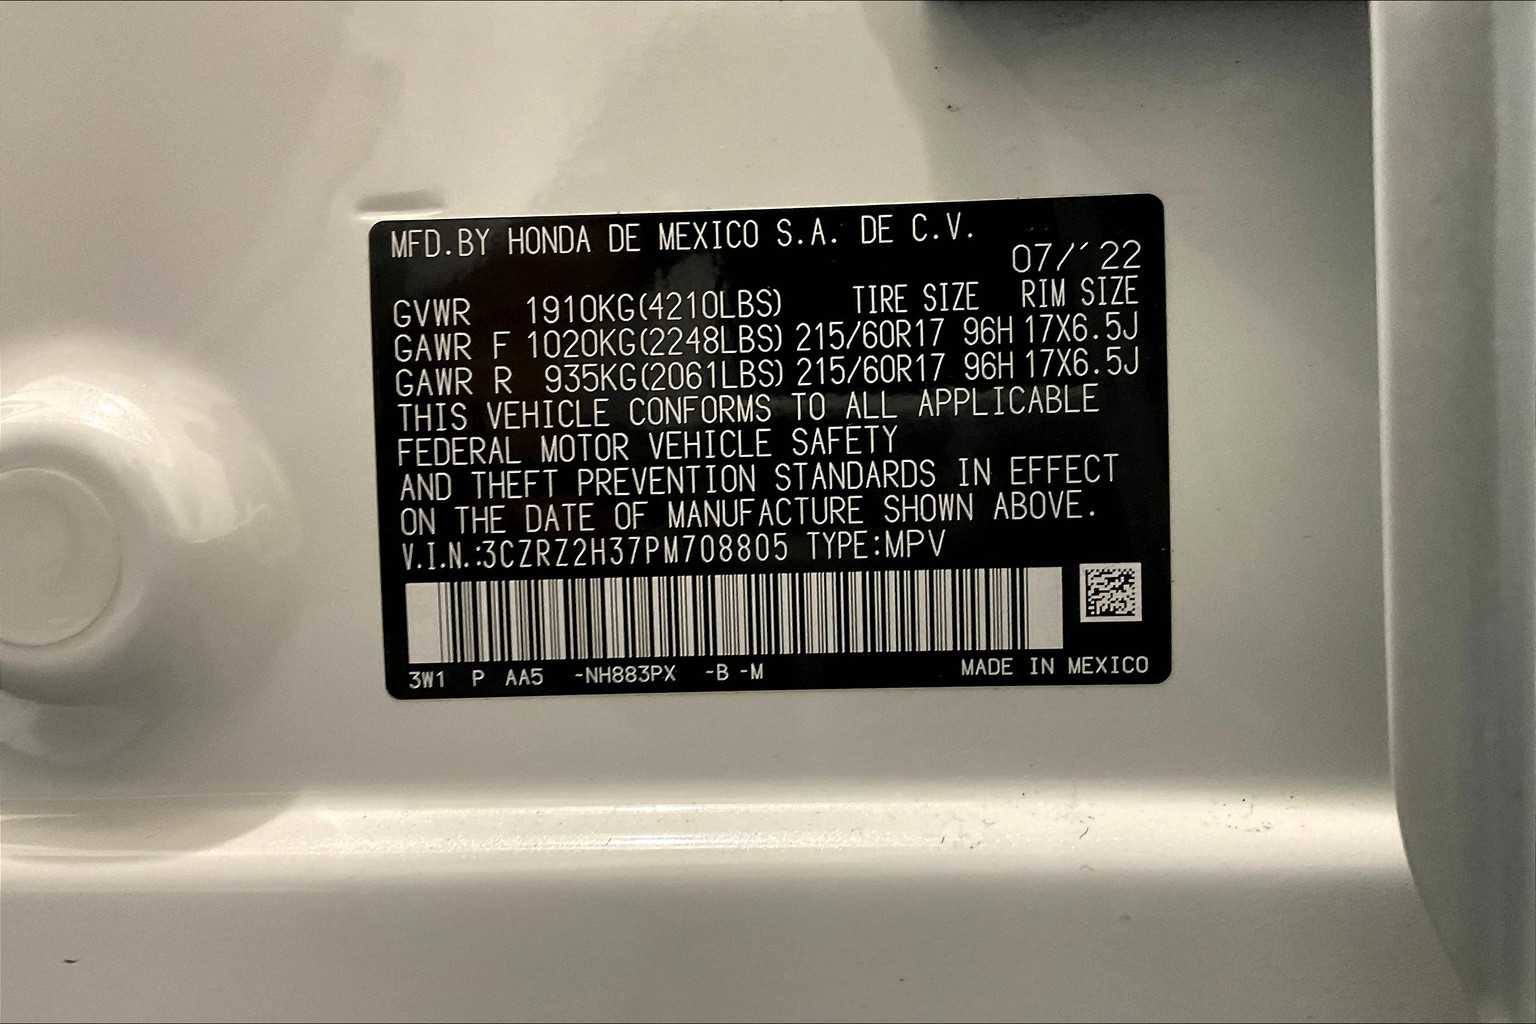 MFD.BY HONDA DE MEXICO S.A. DE C.V.
07/´22
GVWR 1910KG(4210LBS) TIRE SIZE RIM SIZE
GAWR F 1020KG(2248LBS) 215/60R17 96H 17X6.5J
GAWR R 935KG(2061LBS) 215/60R17 96H 17X6.5J
THIS VEHICLE CONFORMS TO ALL APPLICABLE
FEDERAL MOTOR VEHICLE SAFETY
AND THEFT PREVENTION STANDARDS IN EFFECT
ON THE DATE OF MANUFACTURE SHOWN ABOVE.
V.I.N.:3CZRZ2H37PM708805 TYPE:MPV
3W1 P AA5 -NH883PX -B -M MADE IN MEXICO